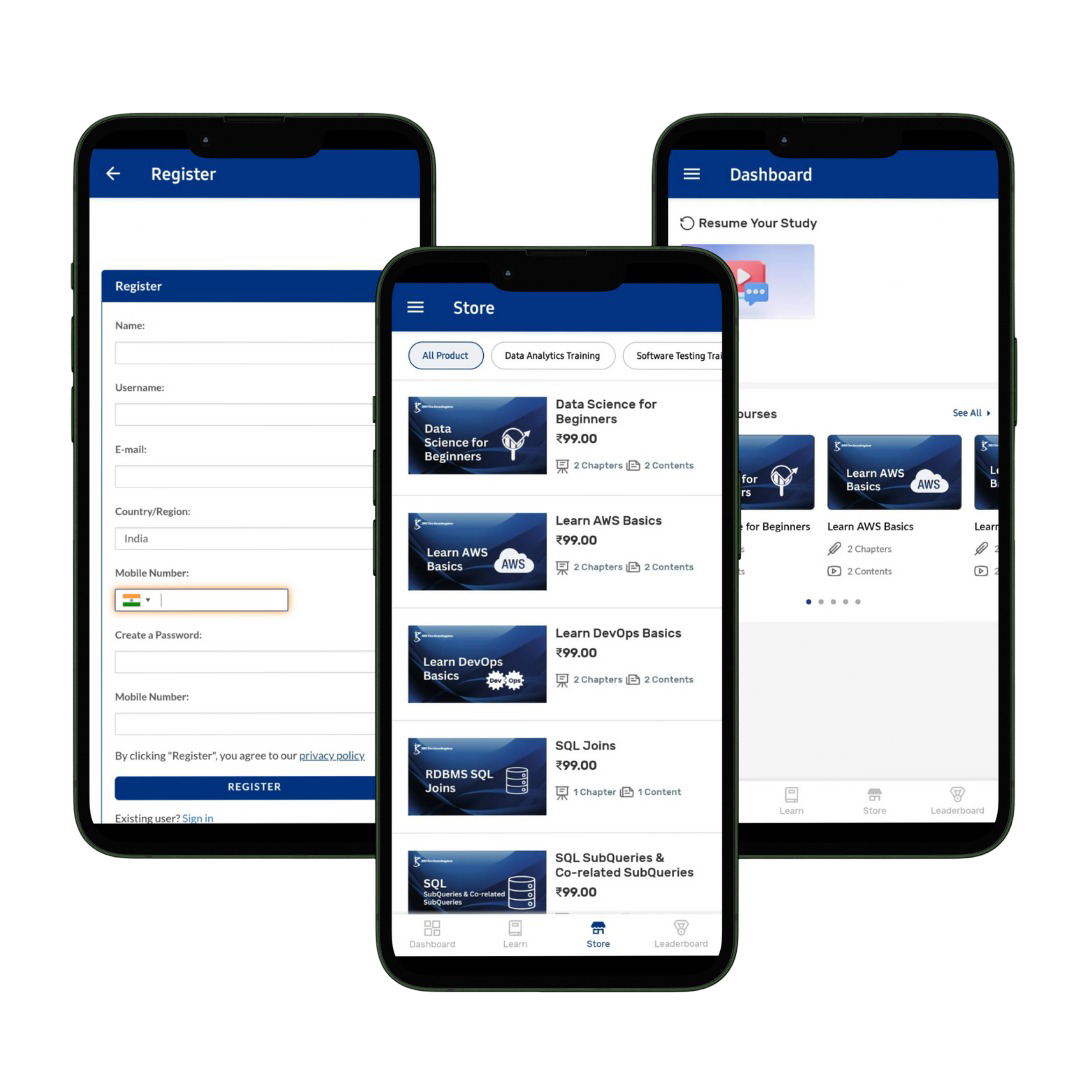 Register
Register
Name:
Username:
E-mail:
Country/Region:
India
Mobile Number:
Create a Password:
Mobile Number:
By clicking "Register", you agree to our privacy policy
REGISTER
Existing user? Sign in
Store
All Product
Data Analytics Training
Software Testing Trai
Data
Science for
Beginners
Data Science for
Beginners
₹99.00
2 Chapters
2 Contents
Learn AWS
Basics
AWS
Learn AWS Basics
₹99.00
2 Chapters
2 Contents
Learn DevOps
Basics
Dev Ops
Learn DevOps Basics
₹99.00
2 Chapters
2 Contents
RDBMS SQL
Joins
SQL Joins
₹99.00
1 Chapter
1 Content
SQL
SubQueries & Co-related
SubQueries
SQL SubQueries &
Co-related SubQueries
₹99.00
Dashboard
Learn
Store
Leaderboard
Dashboard
Resume Your Study
ourses
See All
for
rs
Learn AWS
Basics
AWS
Le
B
e for Beginners
Learn AWS Basics
Learn
s
2 Chapters
2
ts
2 Contents
2
Learn
Store
Leaderboard